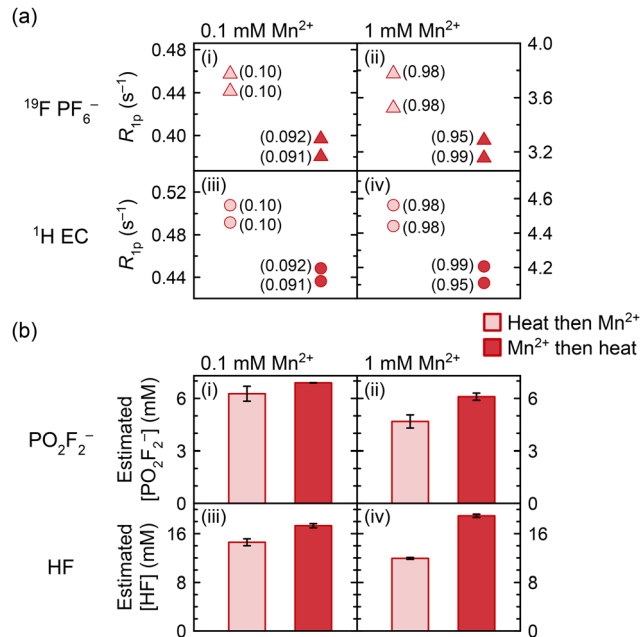 (a)
0.1 mM Mn²⁺ 1 mM Mn²⁺
¹⁹F PF₆⁻
R₁ₚ (s⁻¹)
0.48
0.44
0.40
(i)
(0.10)
(0.10)
(0.092)
(0.091)
(ii)
(0.98)
(0.98)
(0.95)
(0.99)
4.0
3.6
3.2
¹H EC
R₁ₚ (s⁻¹)
0.52
0.48
0.44
(iii)
(0.10)
(0.10)
(0.092)
(0.091)
(iv)
(0.98)
(0.98)
(0.99)
(0.95)
4.6
4.4
4.2
Heat then Mn²⁺
Mn²⁺ then heat
(b)
0.1 mM Mn²⁺ 1 mM Mn²⁺
PO₂F₂⁻
Estimated
[PO₂F₂⁻] (mM)
6
3
0
(i)
(ii)
6
3
0
HF
Estimated
[HF] (mM)
16
8
0
(iii)
(iv)
16
8
0